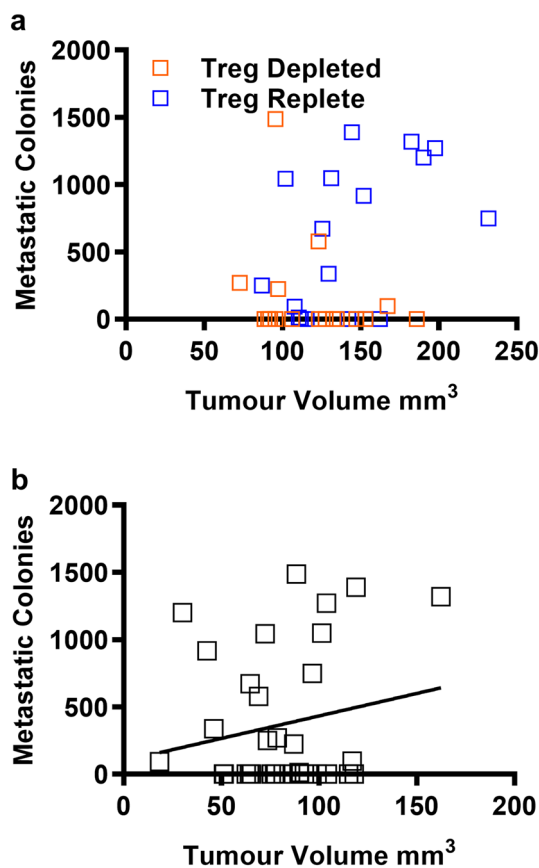 a
2000
Treg Depleted
Treg Replete
1500
1000
500
0
0 50 100 150 200 250
Metastatic Colonies
Tumour Volume mm³
b
2000
1500
1000
500
0
0 50 100 150 200
Metastatic Colonies
Tumour Volume mm³